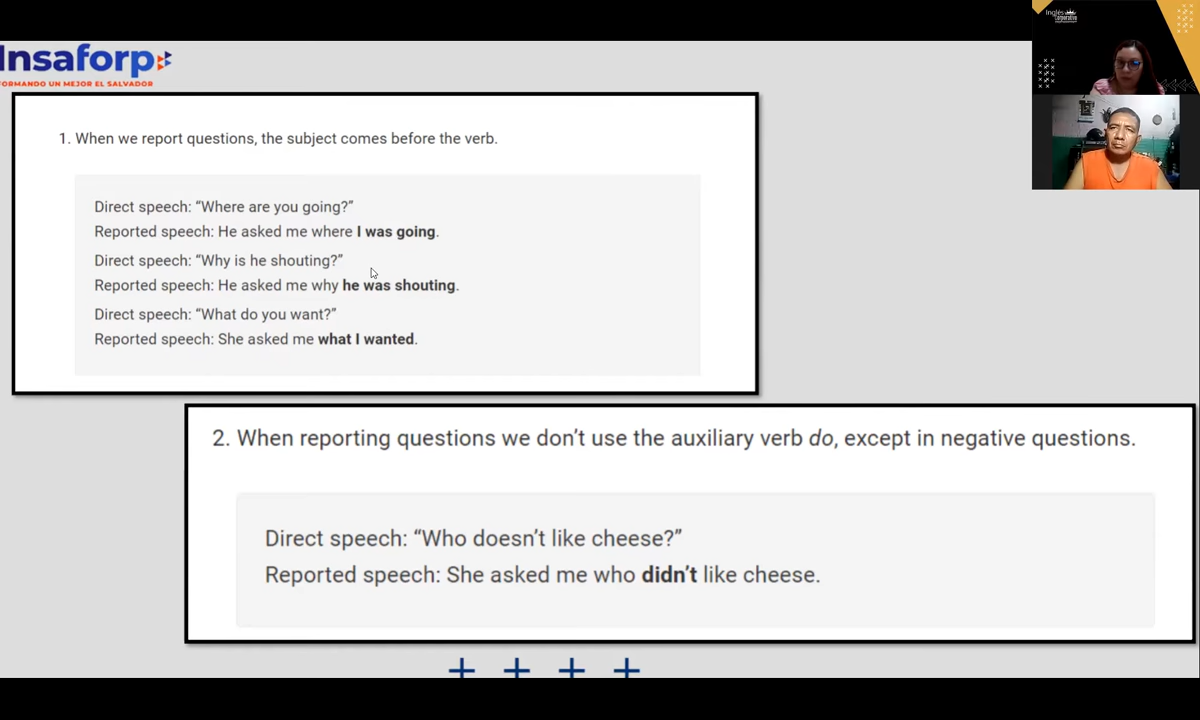 Insaforp
FORMANDO UN MEJOR EL SALVADOR
Inglés
Corporativo
1. When we report questions, the subject comes before the verb.
Direct speech: “Where are you going?”
Reported speech: He asked me where I was going.
Direct speech: “Why is he shouting?”
Reported speech: He asked me why he was shouting.
Direct speech: “What do you want?”
Reported speech: She asked me what I wanted.
2. When reporting questions we don’t use the auxiliary verb do, except in negative questions.
Direct speech: “Who doesn’t like cheese?”
Reported speech: She asked me who didn’t like cheese.